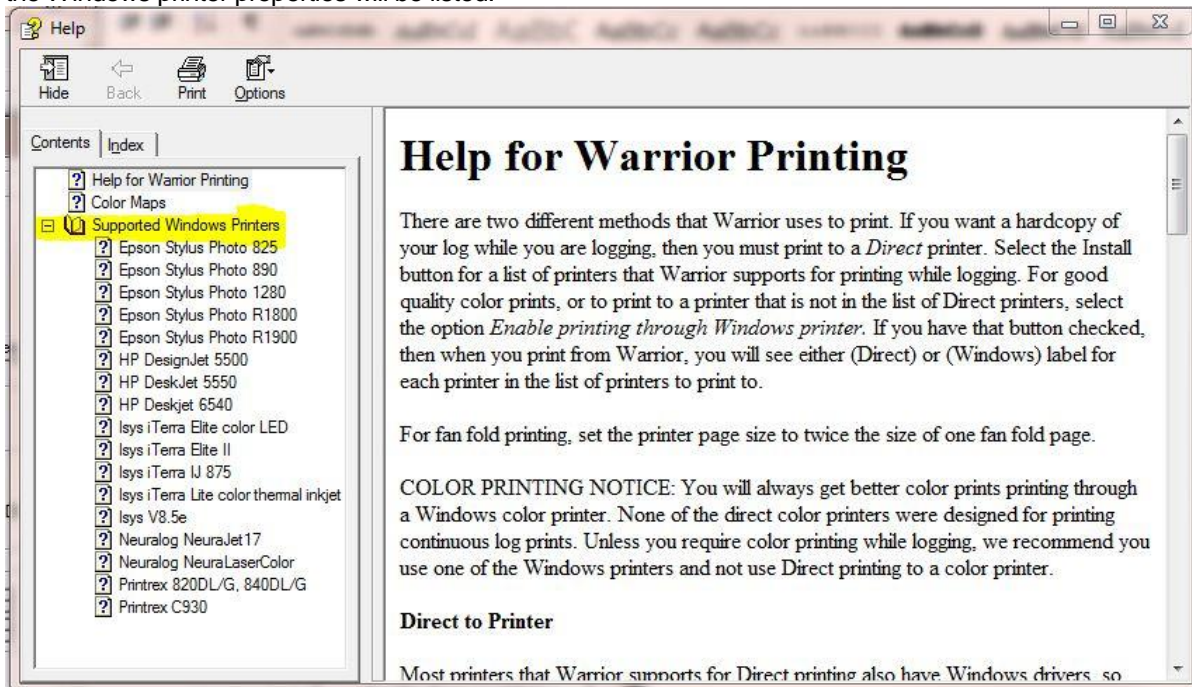 the Windows printer properties will be listed.
Help
Hide Back Print Options
Contents Index
Help for Warrior Printing
Color Maps
Supported Windows Printers
Epson Stylus Photo 825
Epson Stylus Photo 890
Epson Stylus Photo 1280
Epson Stylus Photo R1800
Epson Stylus Photo R1900
HP DesignJet 5500
HP DeskJet 5550
HP Deskjet 6540
Isys iTerra Elite color LED
Isys iTerra Elite II
Isys iTerra IJ 875
Isys iTerra Lite color thermal inkjet
Isys V8.5e
Neuralog NeuraJet17
Neuralog NeuraLaserColor
Printrex 820DL/G, 840DL/G
Printrex C930
Help for Warrior Printing
There are two different methods that Warrior uses to print. If you want a hardcopy of
your log while you are logging, then you must print to a Direct printer. Select the Install
button for a list of printers that Warrior supports for printing while logging. For good
quality color prints, or to print to a printer that is not in the list of Direct printers, select
the option Enable printing through Windows printer. If you have that button checked,
then when you print from Warrior, you will see either (Direct) or (Windows) label for
each printer in the list of printers to print to.
For fan fold printing, set the printer page size to twice the size of one fan fold page.
COLOR PRINTING NOTICE: You will always get better color prints printing through
a Windows color printer. None of the direct color printers were designed for printing
continuous log prints. Unless you require color printing while logging, we recommend you
use one of the Windows printers and not use Direct printing to a color printer.
Direct to Printer
Most printers that Warrior supports for Direct printing also have Windows drivers, so